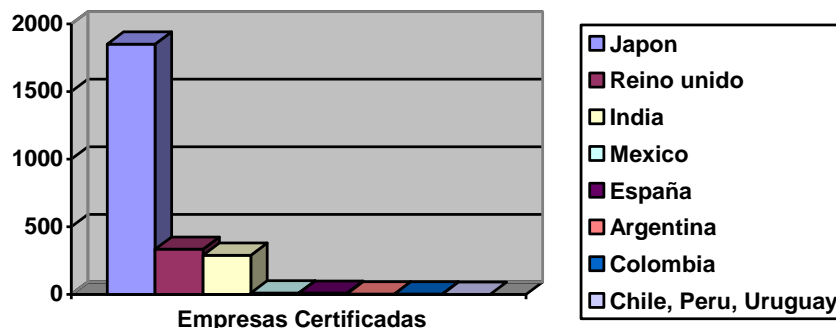 2000
1500
1000
500
0
Empresas Certificadas
Japon
Reino unido
India
Mexico
España
Argentina
Colombia
Chile, Peru, Uruguay